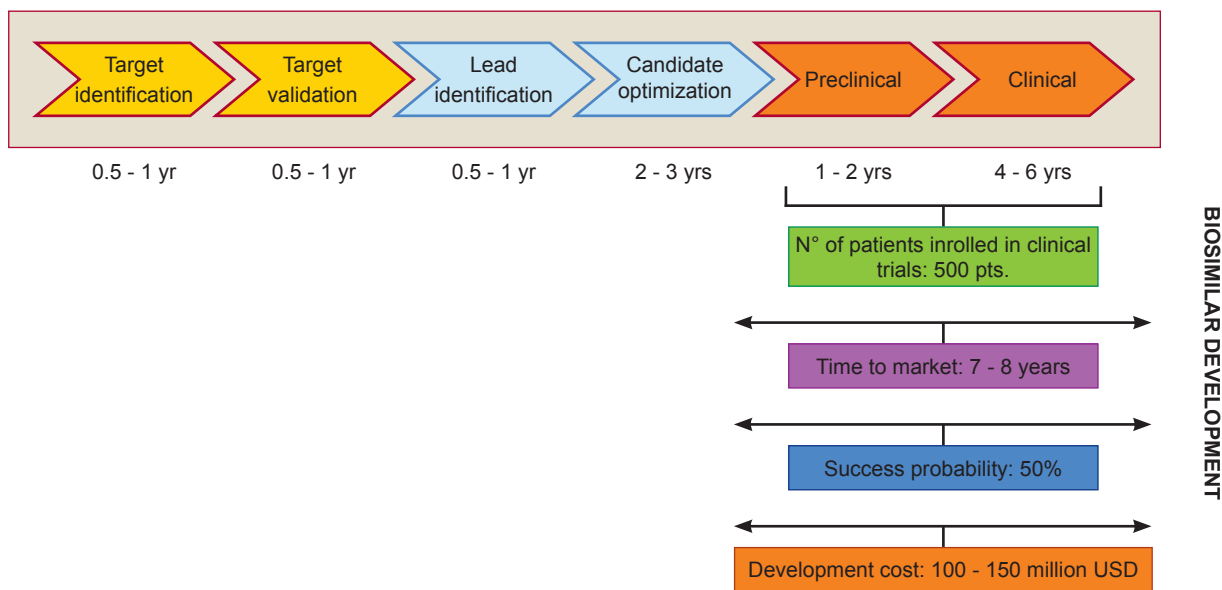 Target
identification
Target
validation
Lead
identification
Candidate
optimization
Preclinical
Clinical
0.5 - 1 yr
0.5 - 1 yr
0.5 - 1 yr
2 - 3 yrs
1 - 2 yrs
4 - 6 yrs
N° of patients inrolled in clinical
trials: 500 pts.
Time to market: 7 - 8 years
Success probability: 50%
Development cost: 100 - 150 million USD
BIOSIMILAR DEVELOPMENT